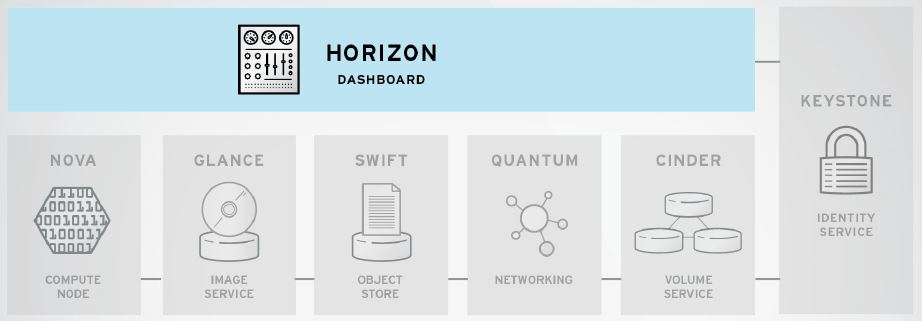 HORIZON
DASHBOARD
KEYSTONE
IDENTITY
SERVICE
NOVA
COMPUTE
NODE
GLANCE
IMAGE
SERVICE
SWIFT
OBJECT
STORE
QUANTUM
NETWORKING
CINDER
VOLUME
SERVICE